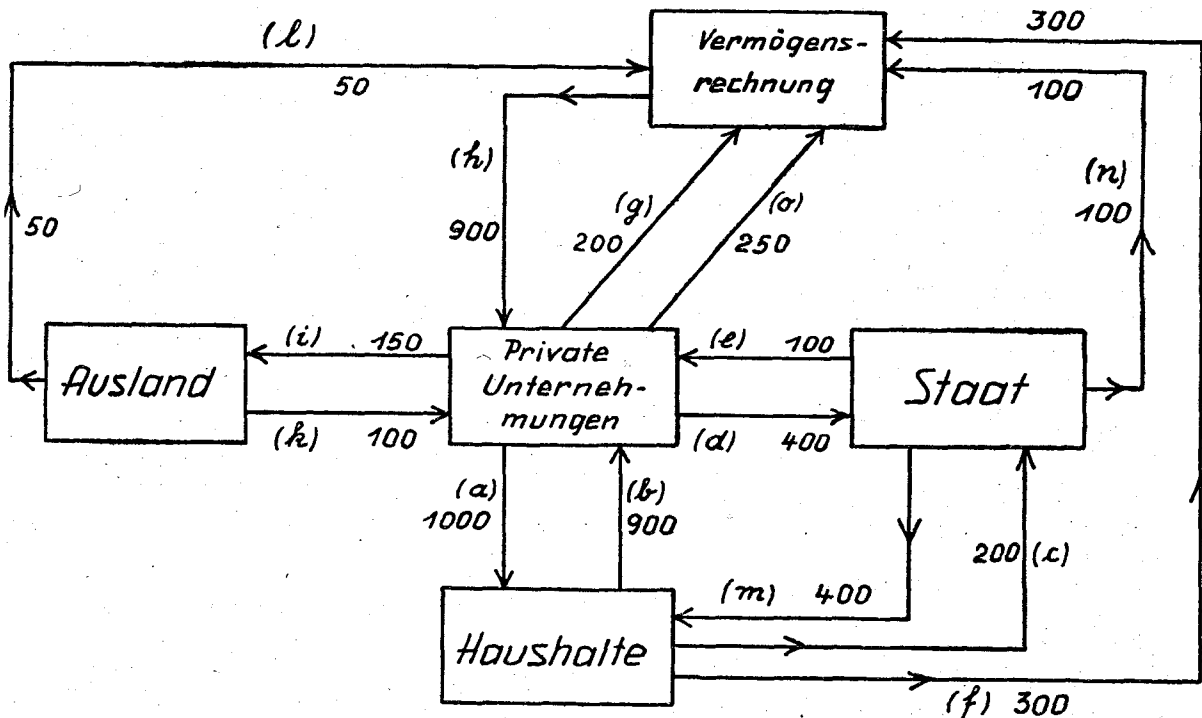 (l)
50
Vermögens-
rechnung
300
100
(h)
900
(g)
200
(o)
250
(n)
100
50
Ausland
(i) 150
(k) 100
Private
Unterneh-
mungen
(e) 100
(d) 400
Staat
(a)
1000
(b)
900
200 (c)
(m) 400
Haushalte
(f) 300